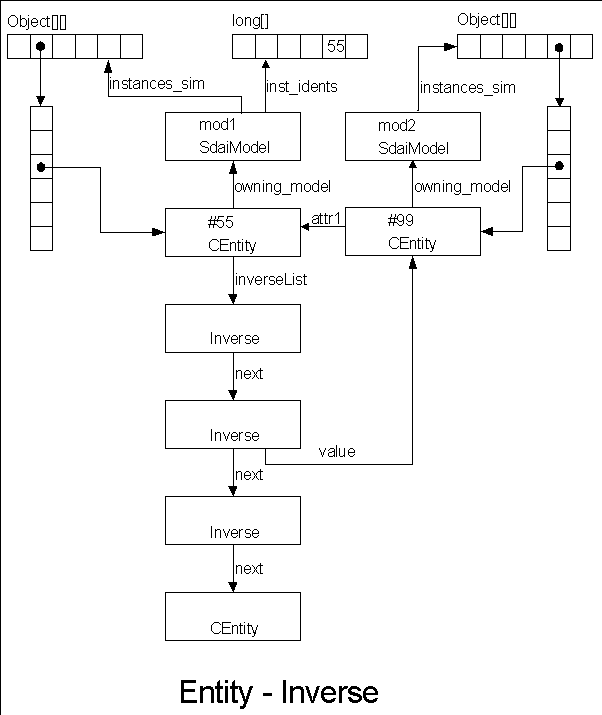 Object[][]
long[]
Object[][]
55
instances_sim
inst_idents
instances_sim
mod1
SdaiModel
mod2
SdaiModel
owning_model
owning_model
#55
CEntity
attr1
#99
CEntity
inverseList
Inverse
next
Inverse
value
next
Inverse
next
CEntity
Entity - Inverse